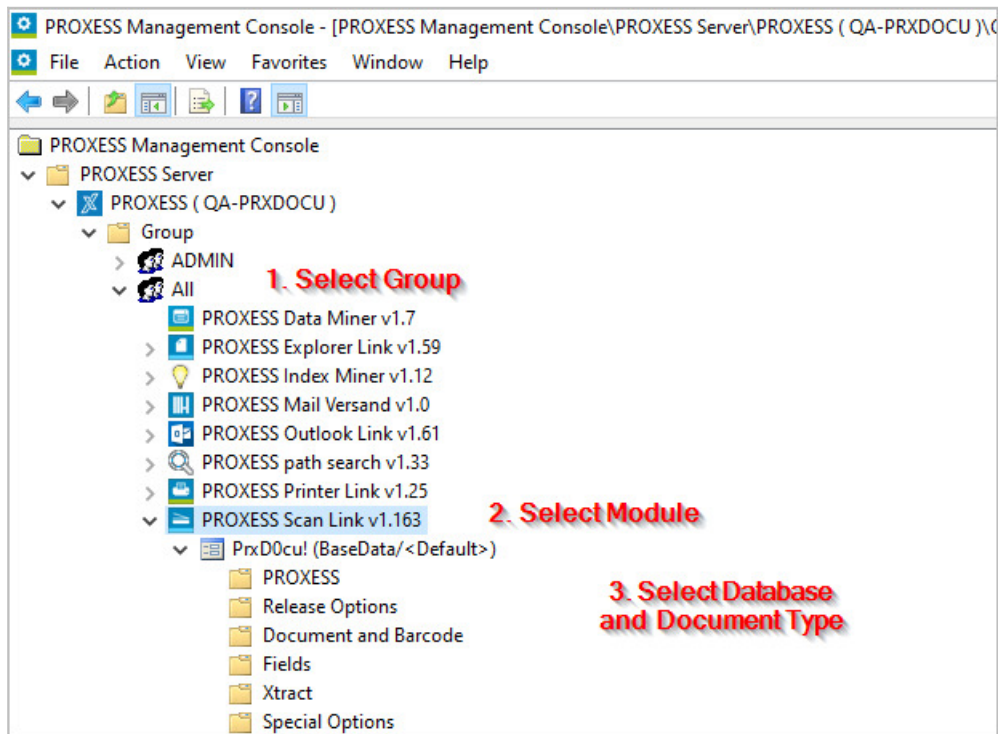 PROXESS Management Console - [PROXESS Management Console\PROXESS Server\PROXESS ( QA-PRXDOCU )\
File Action View Favorites Window Help
PROXESS Management Console
PROXESS Server
PROXESS ( QA-PRXDOCU )
Group
ADMIN
1. Select Group
All
PROXESS Data Miner v1.7
PROXESS Explorer Link v1.59
PROXESS Index Miner v1.12
PROXESS Mail Versand v1.0
PROXESS Outlook Link v1.61
PROXESS path search v1.33
PROXESS Printer Link v1.25
PROXESS Scan Link v1.163
2. Select Module
PrxD0cu! (BaseData/<Default>)
PROXESS
3. Select Database
Release Options
and Document Type
Document and Barcode
Fields
Xtract
Special Options